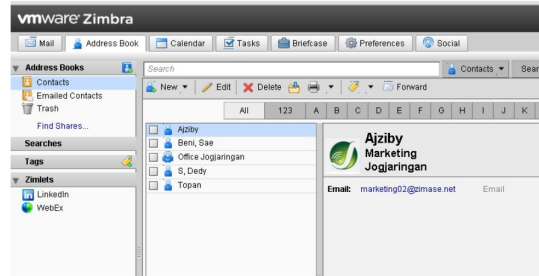 vmware Zimbra
Mail Address Book Calendar Tasks Briefcase Preferences Social
Address Books
Contacts
Emailed Contacts
Trash
Find Shares...
Searches
Tags
Zimlets
LinkedIn
WebEx
Search Contacts Sear
New Edit Delete Forward
All 123 A B C D E F G H I J K
Ajziby
Beni, Sae
Office Jogjaringan
S, Dedy
Topan
Ajziby
Marketing
Jogjaringan
Email: marketing02@zimase.net Email